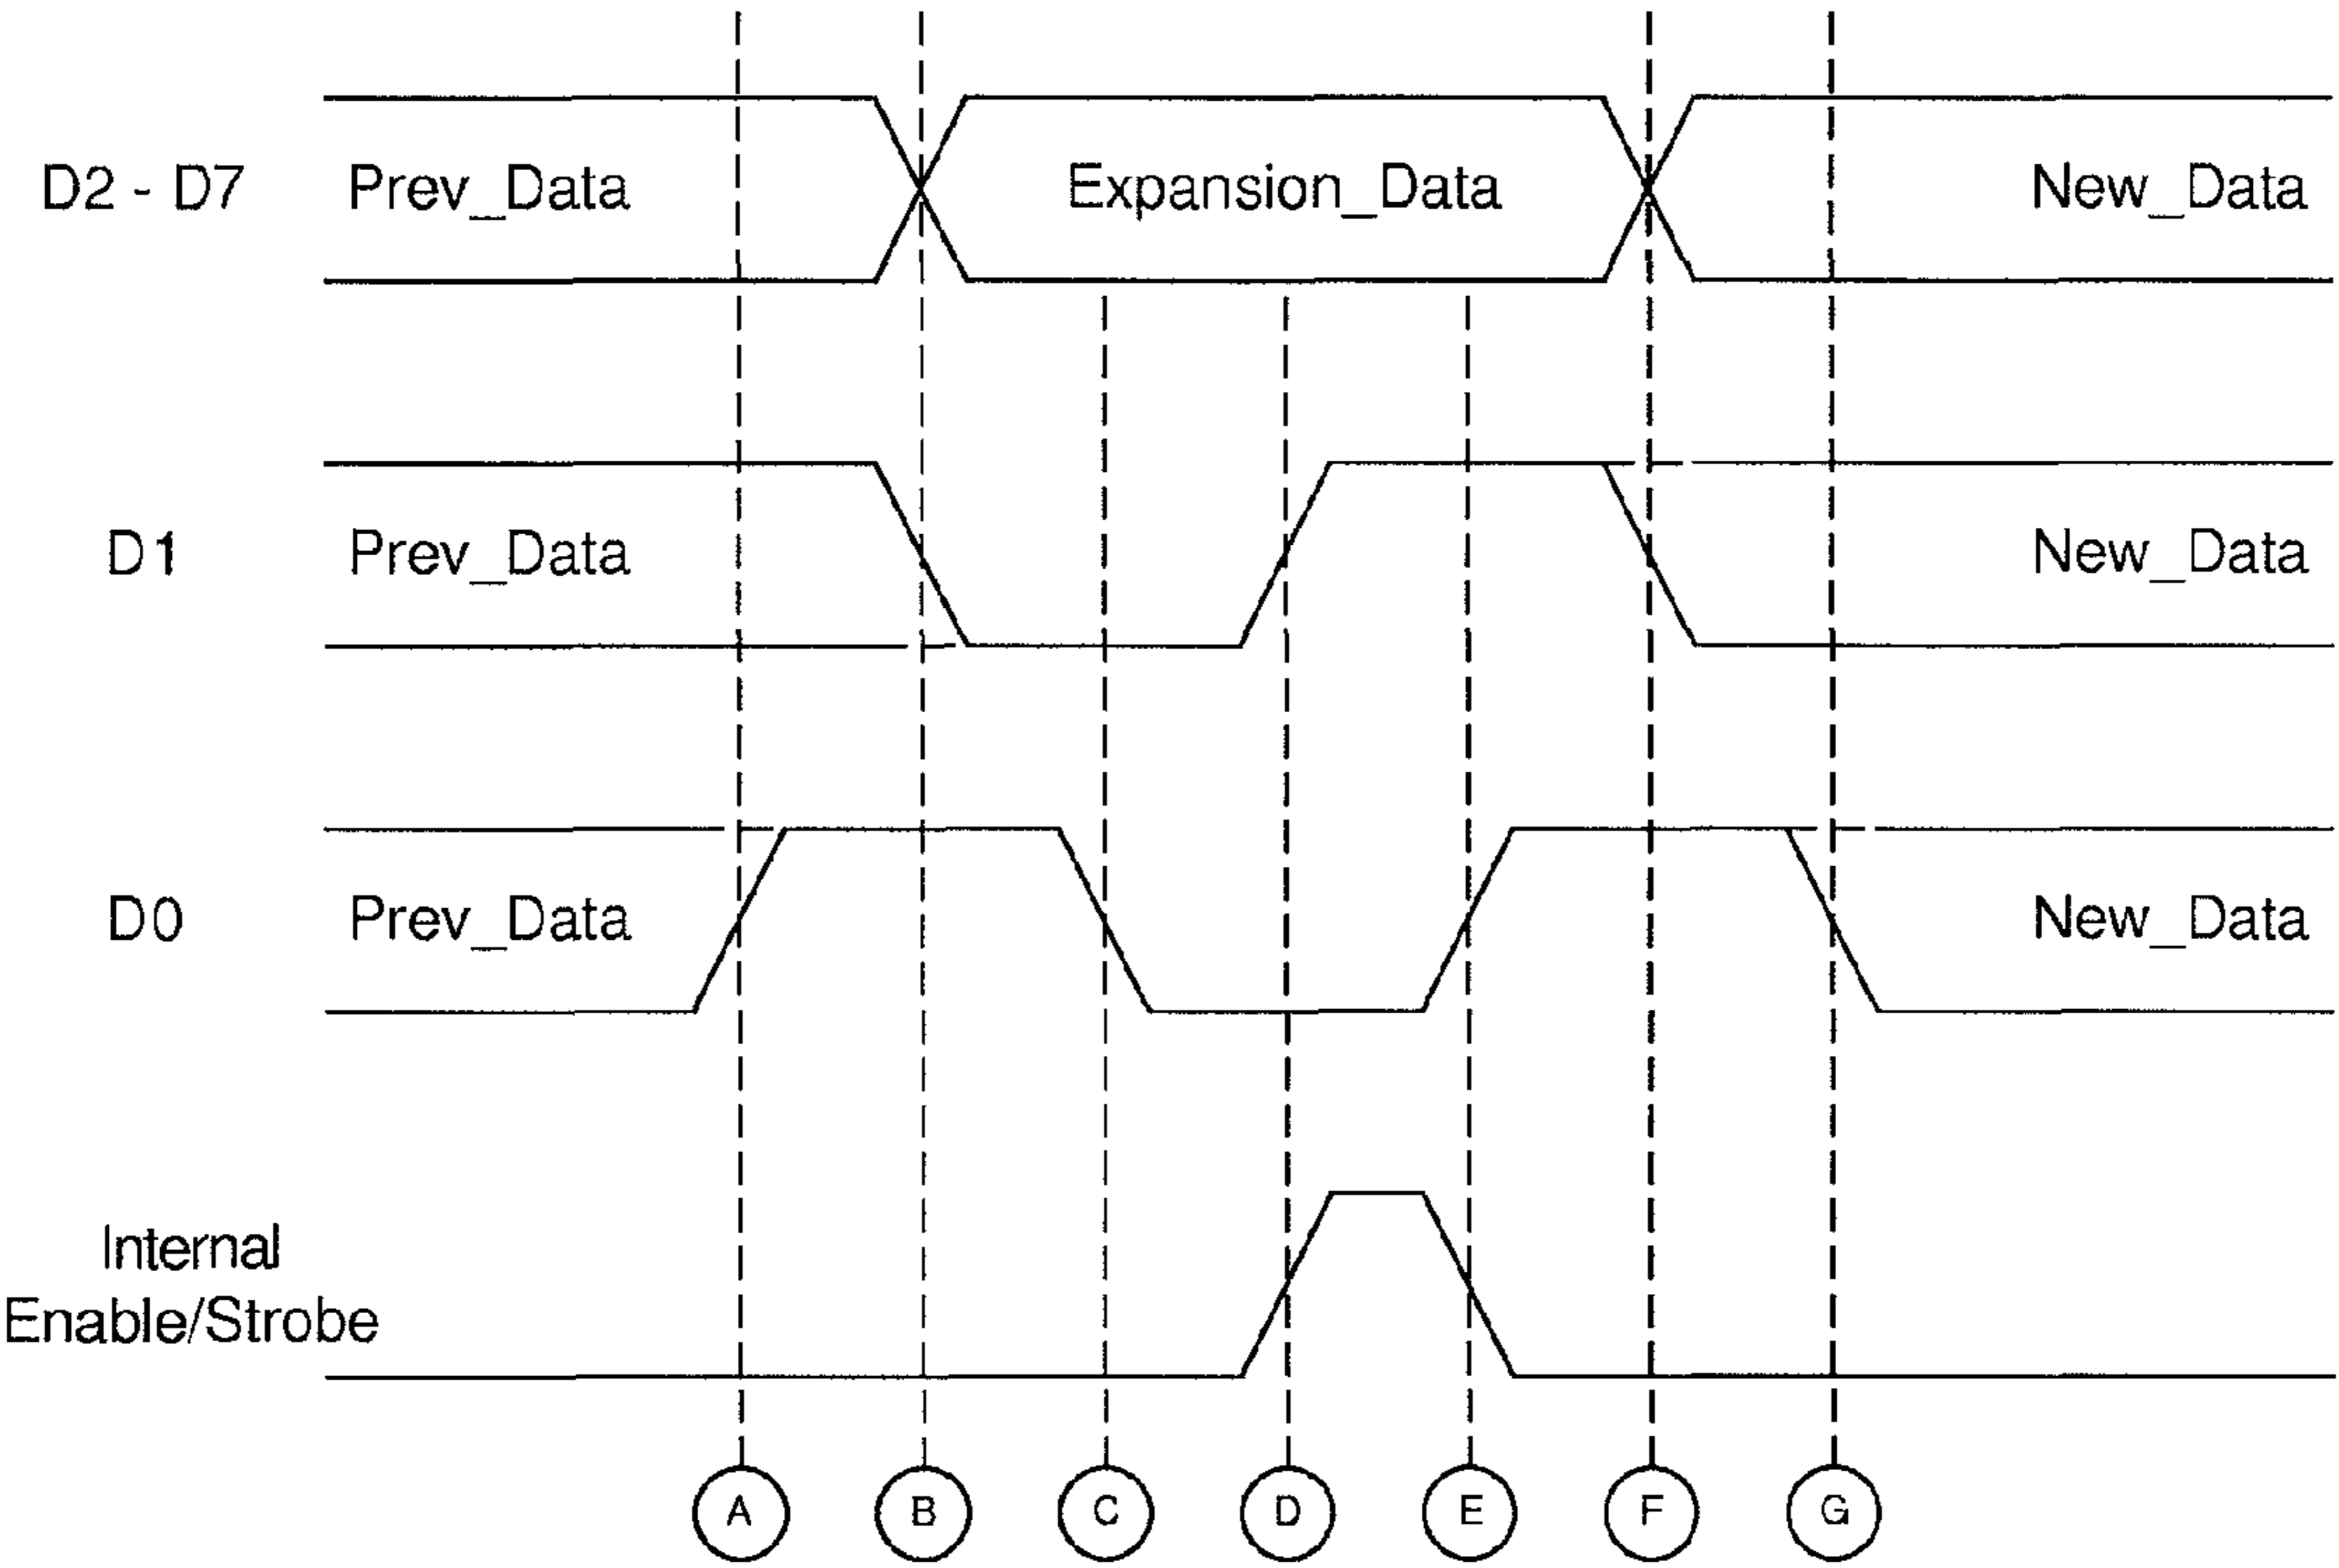 D2 - D7 Prev_Data Expansion_Data New_Data
D1 Prev_Data New_Data
D0 Prev_Data New_Data
Internal
Enable/Strobe
A B C D E F G